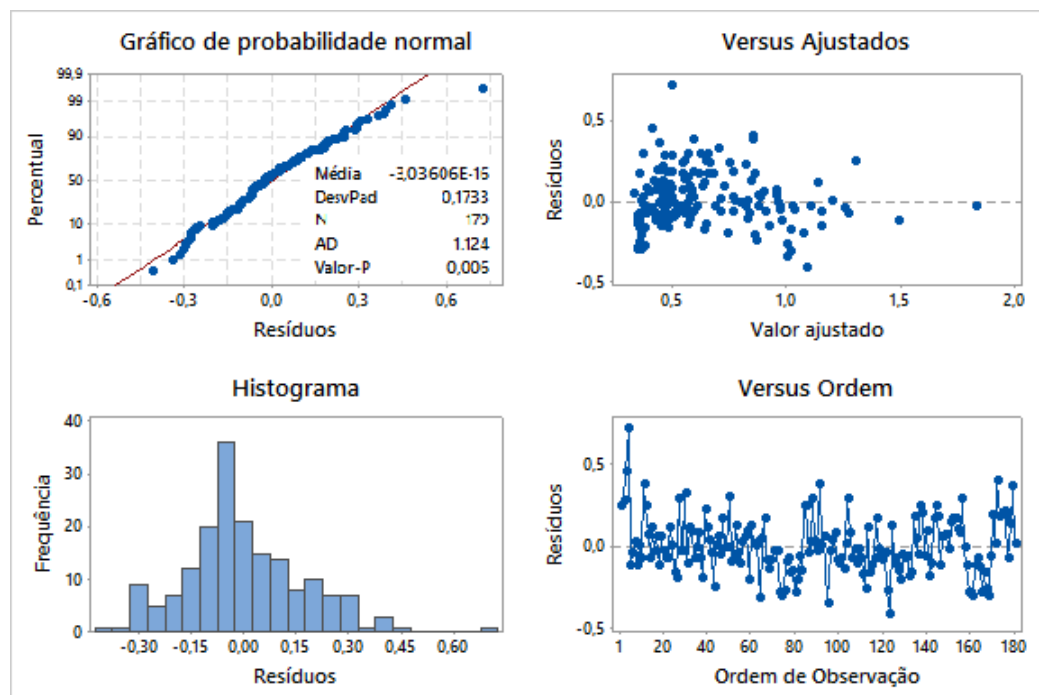 Gráfico de probabilidade normal
99,9
99
90
50
10
1
0,1
Percentual
-0,6 -0,3 0,0 0,3 0,6
Resíduos
Média
DesvPad 0,1733
N 179
AD 1.124
Valor-P
Versus Ajustados
0,5
0,0
-0,5
Resíduos
0,5 1,0 1,5 2,0
Valor ajustado
Histograma
40
30
20
10
0
Frequência
-0,30 -0,15 0,00 0,15 0,30 0,45 0,60
Resíduos
Versus Ordem
0,5
0,0
-0,5
Resíduos
1 20 40 60 80 100 120 140 160 180
Ordem de Observação